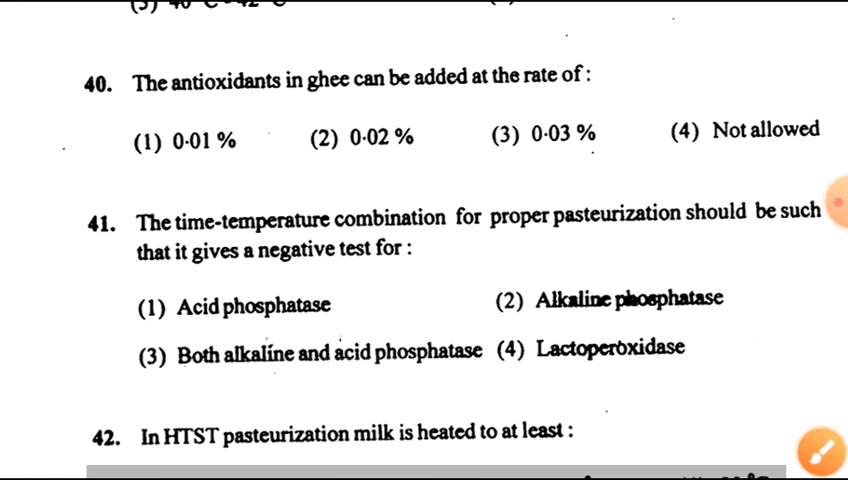 40. The antioxidants in ghee can be added at the rate of :
(1) 0·01 % (2) 0·02 % (3) 0·03 % (4) Not allowed
41. The time-temperature combination for proper pasteurization should be such
that it gives a negative test for :
(1) Acid phosphatase (2) Alkaline phosphatase
(3) Both alkaline and acid phosphatase (4) Lactoperoxidase
42. In HTST pasteurization milk is heated to at least :